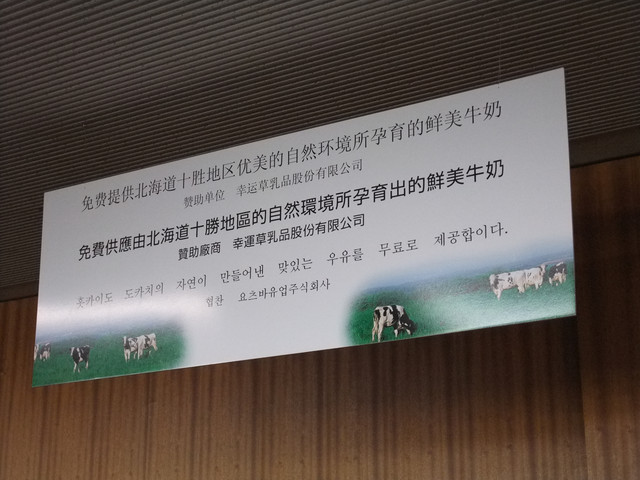 免费提供北海道十胜地区优美的自然环境所孕育的鲜美牛奶
赞助单位 幸运草乳品股份有限公司
免費供應由北海道十勝地區的自然環境所孕育出的鮮美牛奶
贊助廠商 幸運草乳品股份有限公司
홋카이도 도카치의 자연이 만들어낸 맛있는 우유를 무료로 제공합이다.
협찬 요츠바유업주식회사